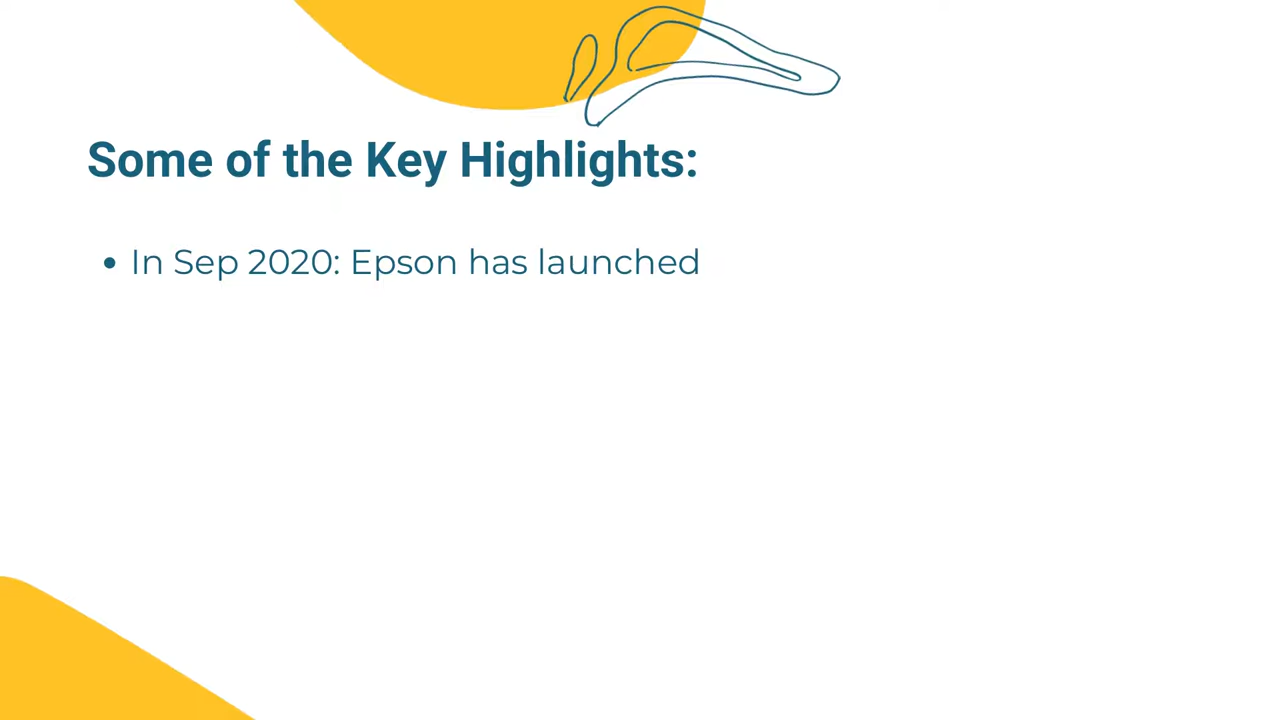 Some of the Key Highlights:
• In Sep 2020: Epson has launched